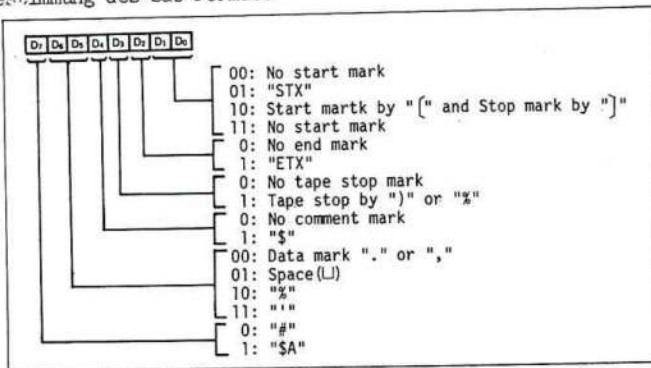 des
D7 D6 D5 D4 D3 D2 D1 D0
00: No start mark
01: "STX"
10: Start martk by "[" and Stop mark by "]"
11: No start mark
0: No end mark
1: "ETX"
0: No tape stop mark
1: Tape stop by ")" or "%"
0: No comment mark
1: "$"
00: Data mark "." or ","
01: Space(⊔)
10: "%"
11: "'"
0: "#"
1: "$A"